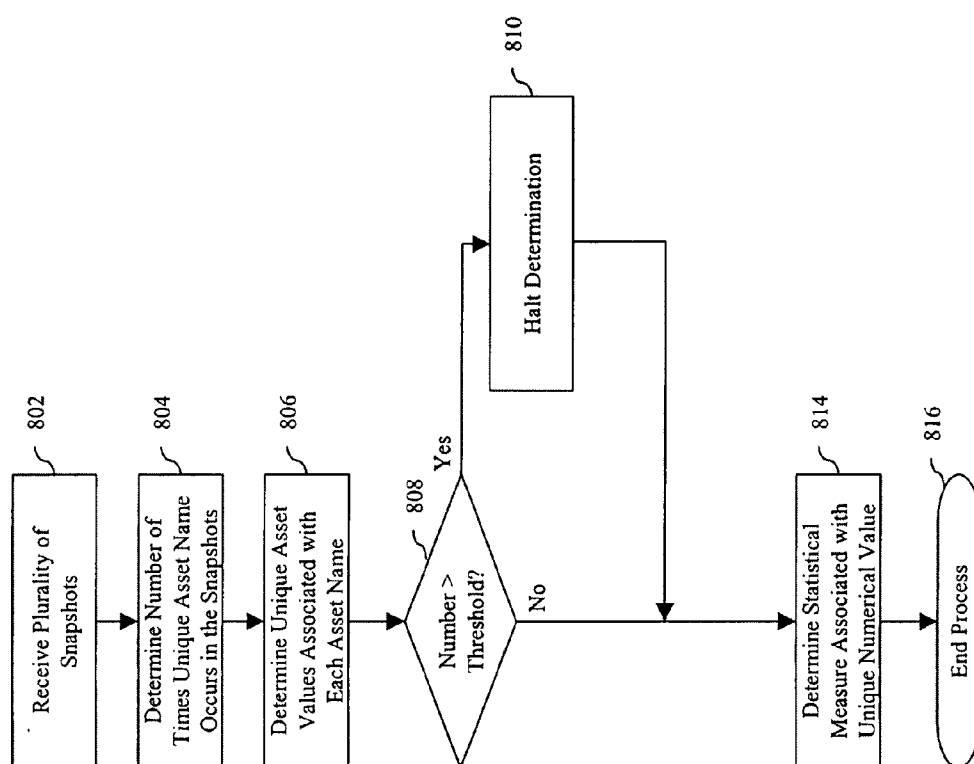 802
Receive Plurality of
Snapshots
804
Determine Number of
Times Unique Asset Name
Occurs in the Snapshots
806
Determine Unique Asset
Values Associated with
Each Asset Name
808
Number >
Threshold?
Yes
No
810
Halt Determination
814
Determine Statistical
Measure Associated with
Unique Numerical Value
816
End Process